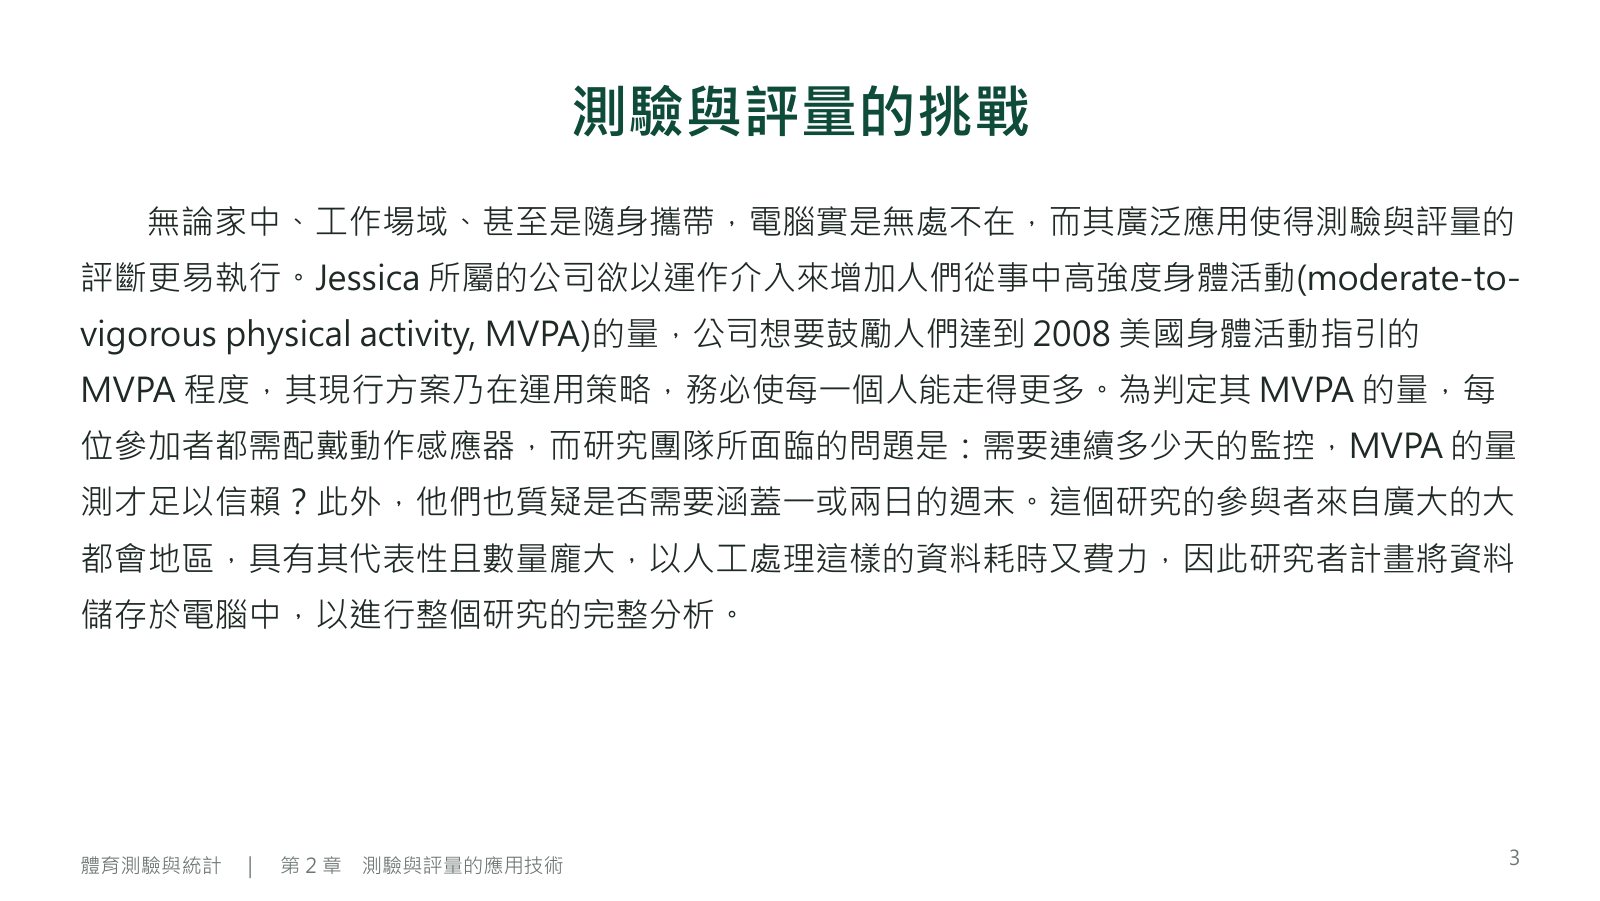 測驗與評量的挑戰
無論家中、工作場域、甚至是隨身攜帶，電腦實是無處不在，而其廣泛應用使得測驗與評量的
評斷更易執行。Jessica 所屬的公司欲以運作介入來增加人們從事中高強度身體活動(moderate-to-
vigorous physical activity, MVPA)的量，公司想要鼓勵人們達到 2008 美國身體活動指引的
MVPA 程度，其現行方案乃在運用策略，務必使每一個人能走得更多。為判定其 MVPA 的量，每
位參加者都需配戴動作感應器，而研究團隊所面臨的問題是：需要連續多少天的監控，MVPA 的量
測才足以信賴？此外，他們也質疑是否需要涵蓋一或兩日的週末。這個研究的參與者來自廣大的大
都會地區，具有其代表性且數量龐大，以人工處理這樣的資料耗時又費力，因此研究者計畫將資料
儲存於電腦中，以進行整個研究的完整分析。
體育測驗與統計　|　第 2 章　測驗與評量的應用技術
3